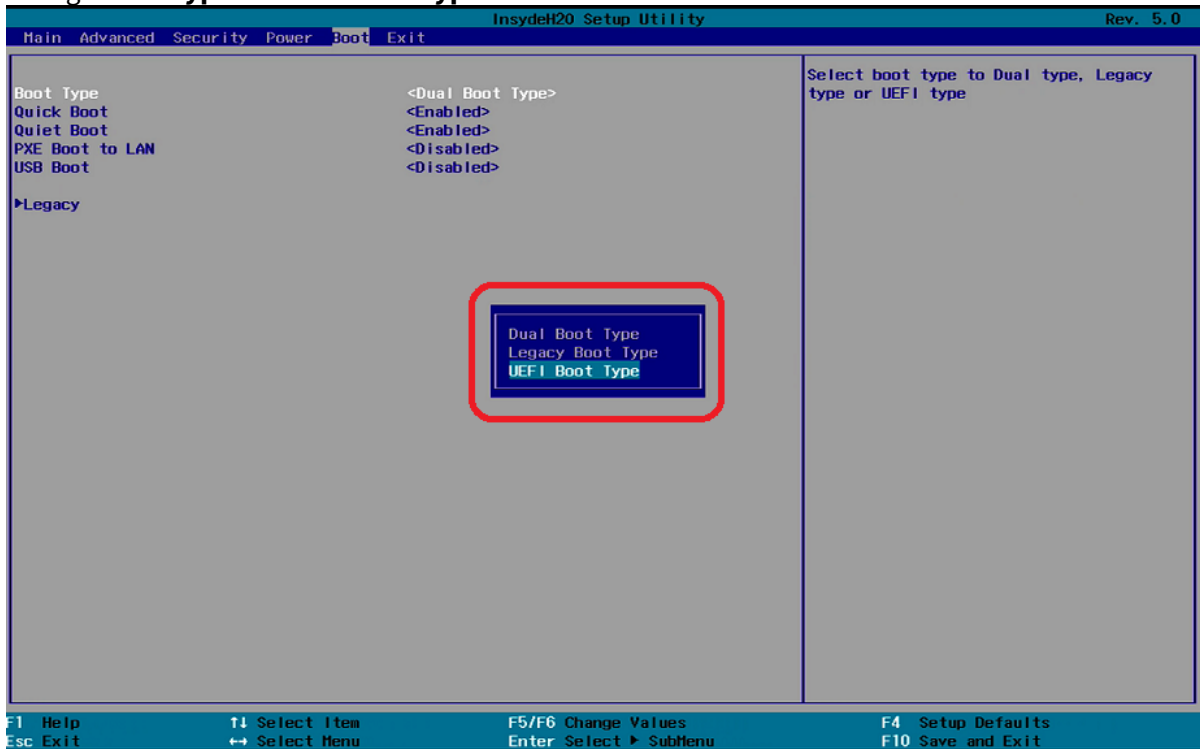 InsydeH20 Setup Utility Rev. 5.0
Main Advanced Security Power Boot Exit
Boot Type <Dual Boot Type>
Quick Boot <Enabled>
Quiet Boot <Enabled>
PXE Boot to LAN <Disabled>
USB Boot <Disabled>
▶Legacy
Select boot type to Dual type, Legacy
type or UEFI type
Dual Boot Type
Legacy Boot Type
UEFI Boot Type
F1 Help ↑↓ Select Item F5/F6 Change Values F4 Setup Defaults
Esc Exit ↔ Select Menu Enter Select ▶ SubMenu F10 Save and Exit